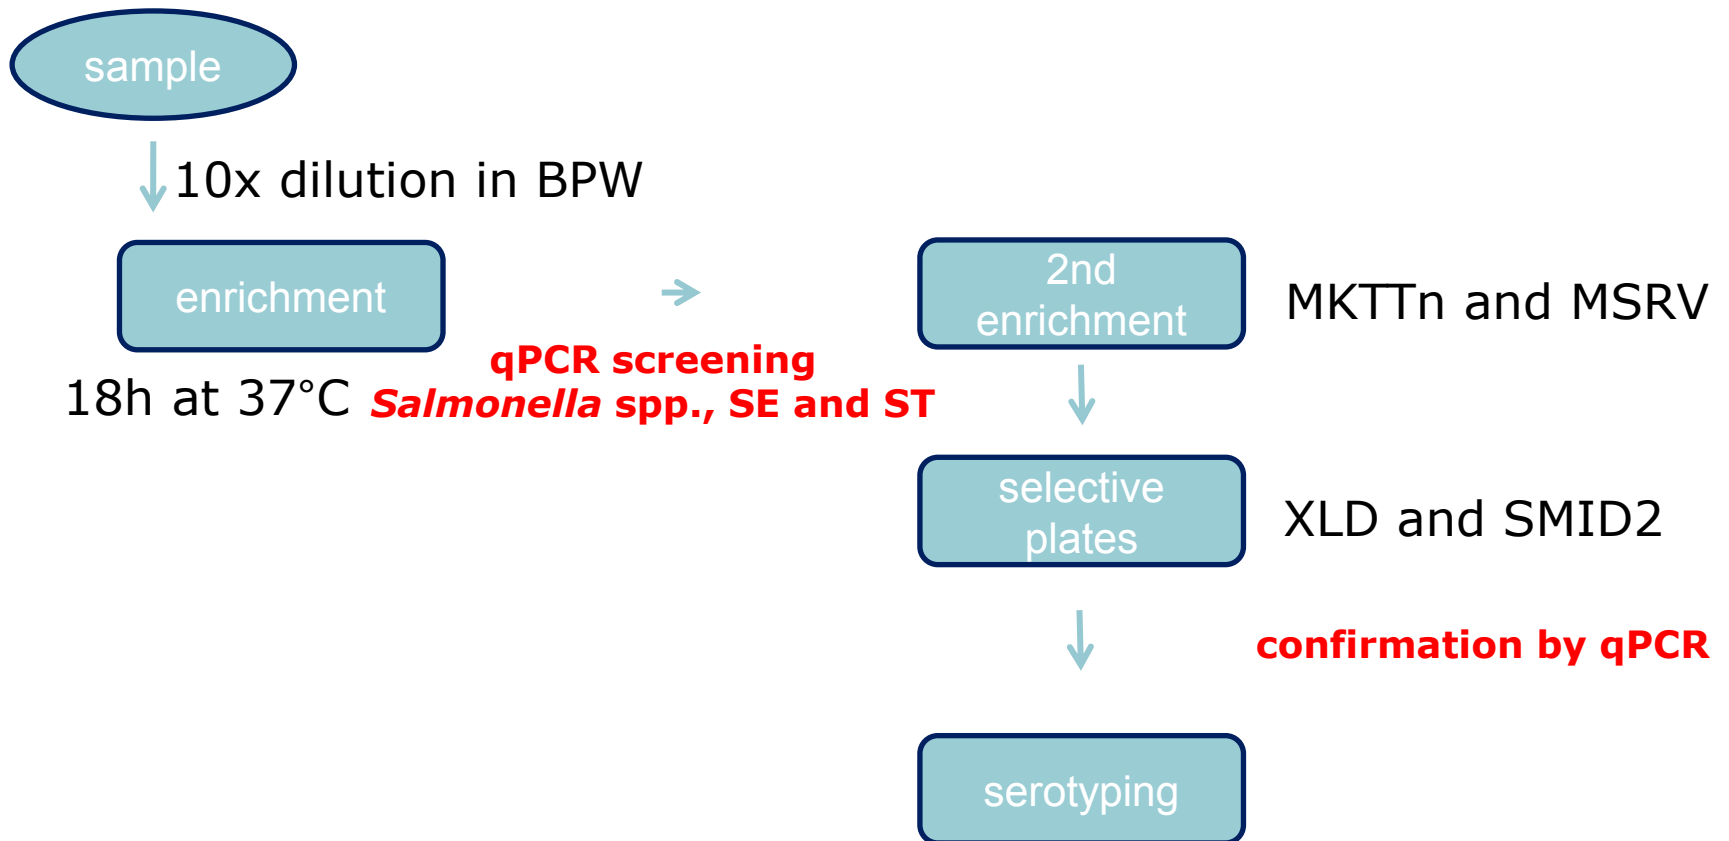 sample
10x dilution in BPW
enrichment
18h at 37°C
qPCR screening
Salmonella spp., SE and ST
2nd
enrichment
MKTTn and MSRV
selective
plates
XLD and SMID2
confirmation by qPCR
serotyping